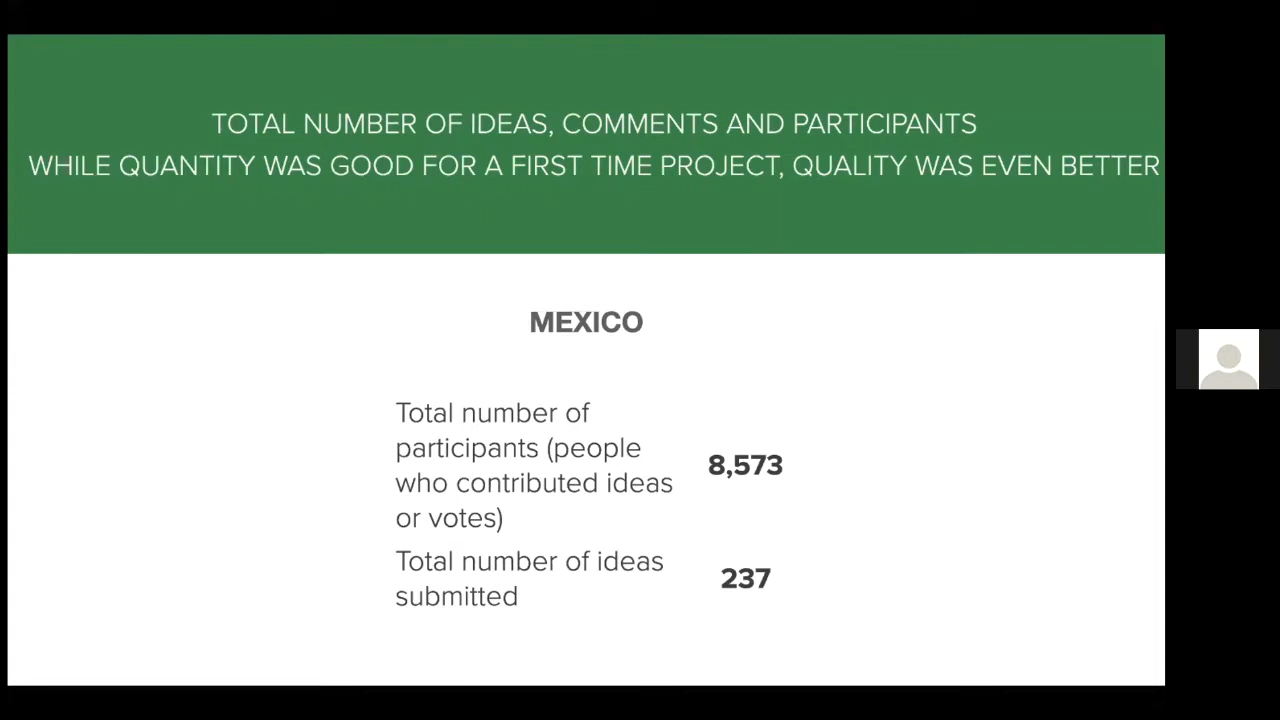 TOTAL NUMBER OF IDEAS, COMMENTS AND PARTICIPANTS
WHILE QUANTITY WAS GOOD FOR A FIRST TIME PROJECT, QUALITY WAS EVEN BETTER
MEXICO
Total number of
participants (people
who contributed ideas
or votes)
8,573
Total number of ideas
submitted
237